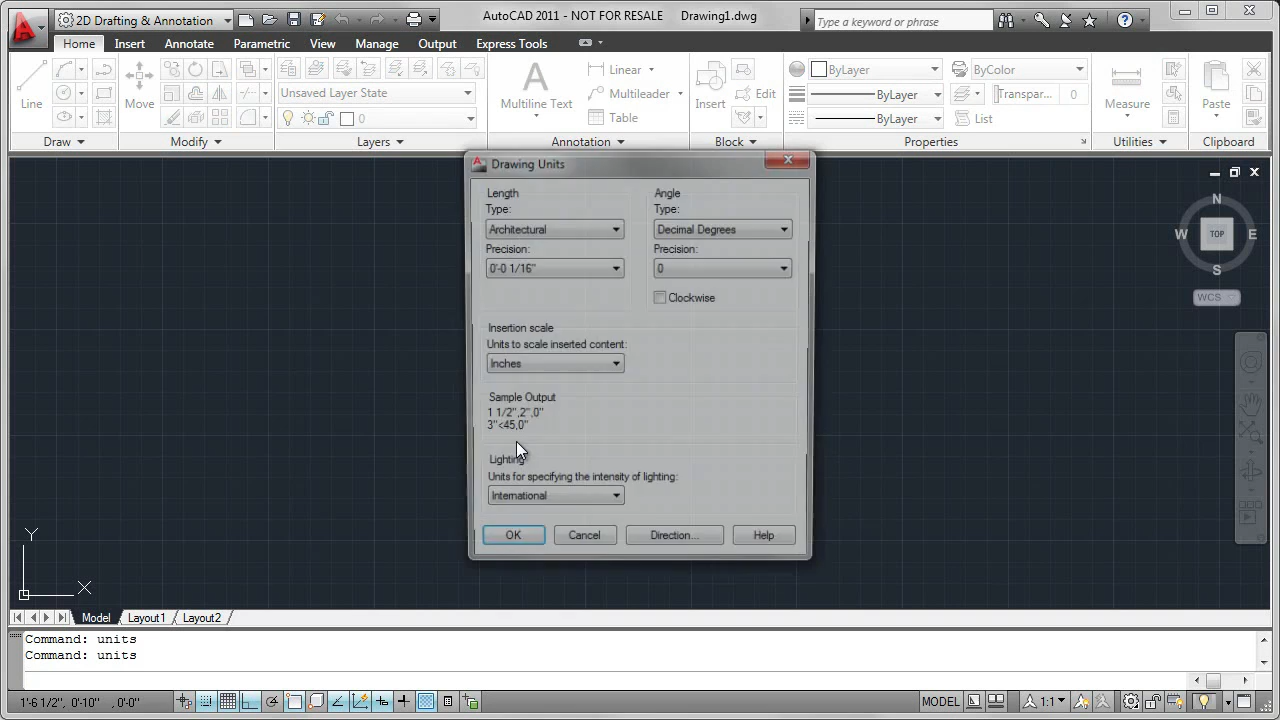 2D Drafting & Annotation
AutoCAD 2011 - NOT FOR RESALE Drawing1.dwg
Type a keyword or phrase
Home Insert Annotate Parametric View Manage Output Express Tools
Line
Move
Unsaved Layer State
0
Multiline Text
Linear
Multileader
Table
Insert
Edit
ByLayer
ByLayer
ByLayer
ByColor
Transpar... 0
List
Measure
Paste
Draw Modify Layers Annotation Block Properties Utilities Clipboard
Drawing Units
Length
Type:
Architectural
Precision:
0'-0 1/16"
Angle
Type:
Decimal Degrees
Precision:
0
Clockwise
Insertion scale
Units to scale inserted content:
Inches
Sample Output
1 1/2",2",0"
3"<45,0"
Lighting
Units for specifying the intensity of lighting:
International
OK Cancel Direction... Help
N
W TOP E
S
WCS
Y
X
Model Layout1 Layout2
Command: units
Command: units
1'-6 1/2", 0'-10" ,0'-0"
MODEL
1:1